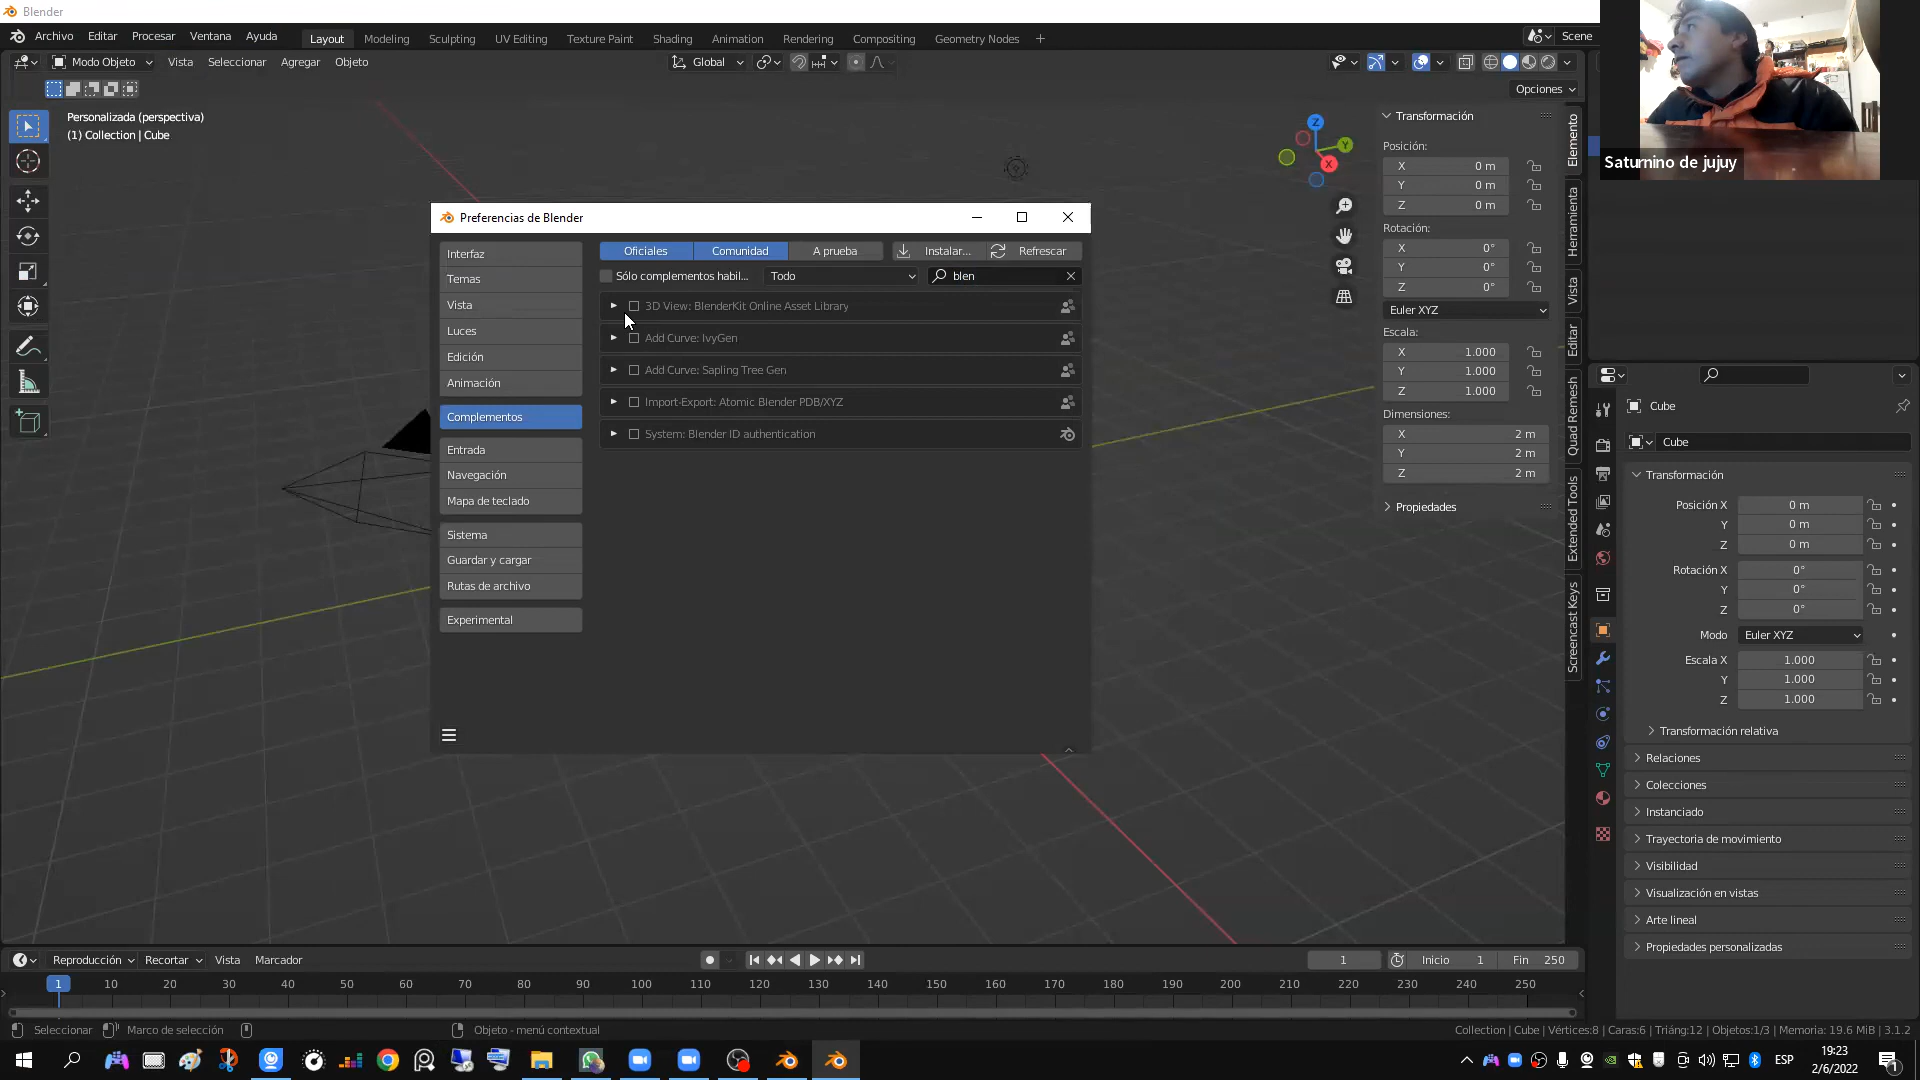 Blender
Archivo Editar Procesar Ventana Ayuda Layout Modeling Sculpting UV Editing Texture Paint Shading Animation Rendering Compositing Geometry Nodes + Scene
Modo Objeto Vista Seleccionar Agregar Objeto Global
Opciones
Personalizada (perspectiva)
(1) Collection | Cube
Z
Y
X
Transformación
Posición:
X 0 m
Y 0 m
Z 0 m
Rotación:
X 0°
Y 0°
Z 0°
Euler XYZ
Escala:
X 1.000
Y 1.000
Z 1.000
Dimensiones:
X 2 m
Y 2 m
Z 2 m
Propiedades
Elemento
Herramienta
Vista
Editar
Quad Remesh
Extended Tools
Screencast Keys
Saturnino de jujuy
Preferencias de Blender
Interfaz
Temas
Vista
Luces
Edición
Animación
Complementos
Entrada
Navegación
Mapa de teclado
Sistema
Guardar y cargar
Rutas de archivo
Experimental
Oficiales Comunidad A prueba Instalar... Refrescar
Sólo complementos habil... Todo blen
3D View: BlenderKit Online Asset Library
Add Curve: IvyGen
Add Curve: Sapling Tree Gen
Import-Export: Atomic Blender PDB/XYZ
System: Blender ID authentication
Cube
Cube
Transformación
Posición X 0 m
Y 0 m
Z 0 m
Rotación X 0°
Y 0°
Z 0°
Modo Euler XYZ
Escala X 1.000
Y 1.000
Z 1.000
Transformación relativa
Relaciones
Colecciones
Instanciado
Trayectoria de movimiento
Visibilidad
Visualización en vistas
Arte lineal
Propiedades personalizadas
Reproducción Recortar Vista Marcador 1 Inicio 1 Fin 250
1 10 20 30 40 50 60 70 80 90 100 110 120 130 140 150 160 170 180 190 200 210 220 230 240 250
Seleccionar Marco de selección Objeto - menú contextual Collection | Cube | Vértices:8 | Caras:6 | Triáng:12 | Objetos:1/3 | Memoria: 19.6 MiB | 3.1.2
ESP 19:23
2/6/2022
1